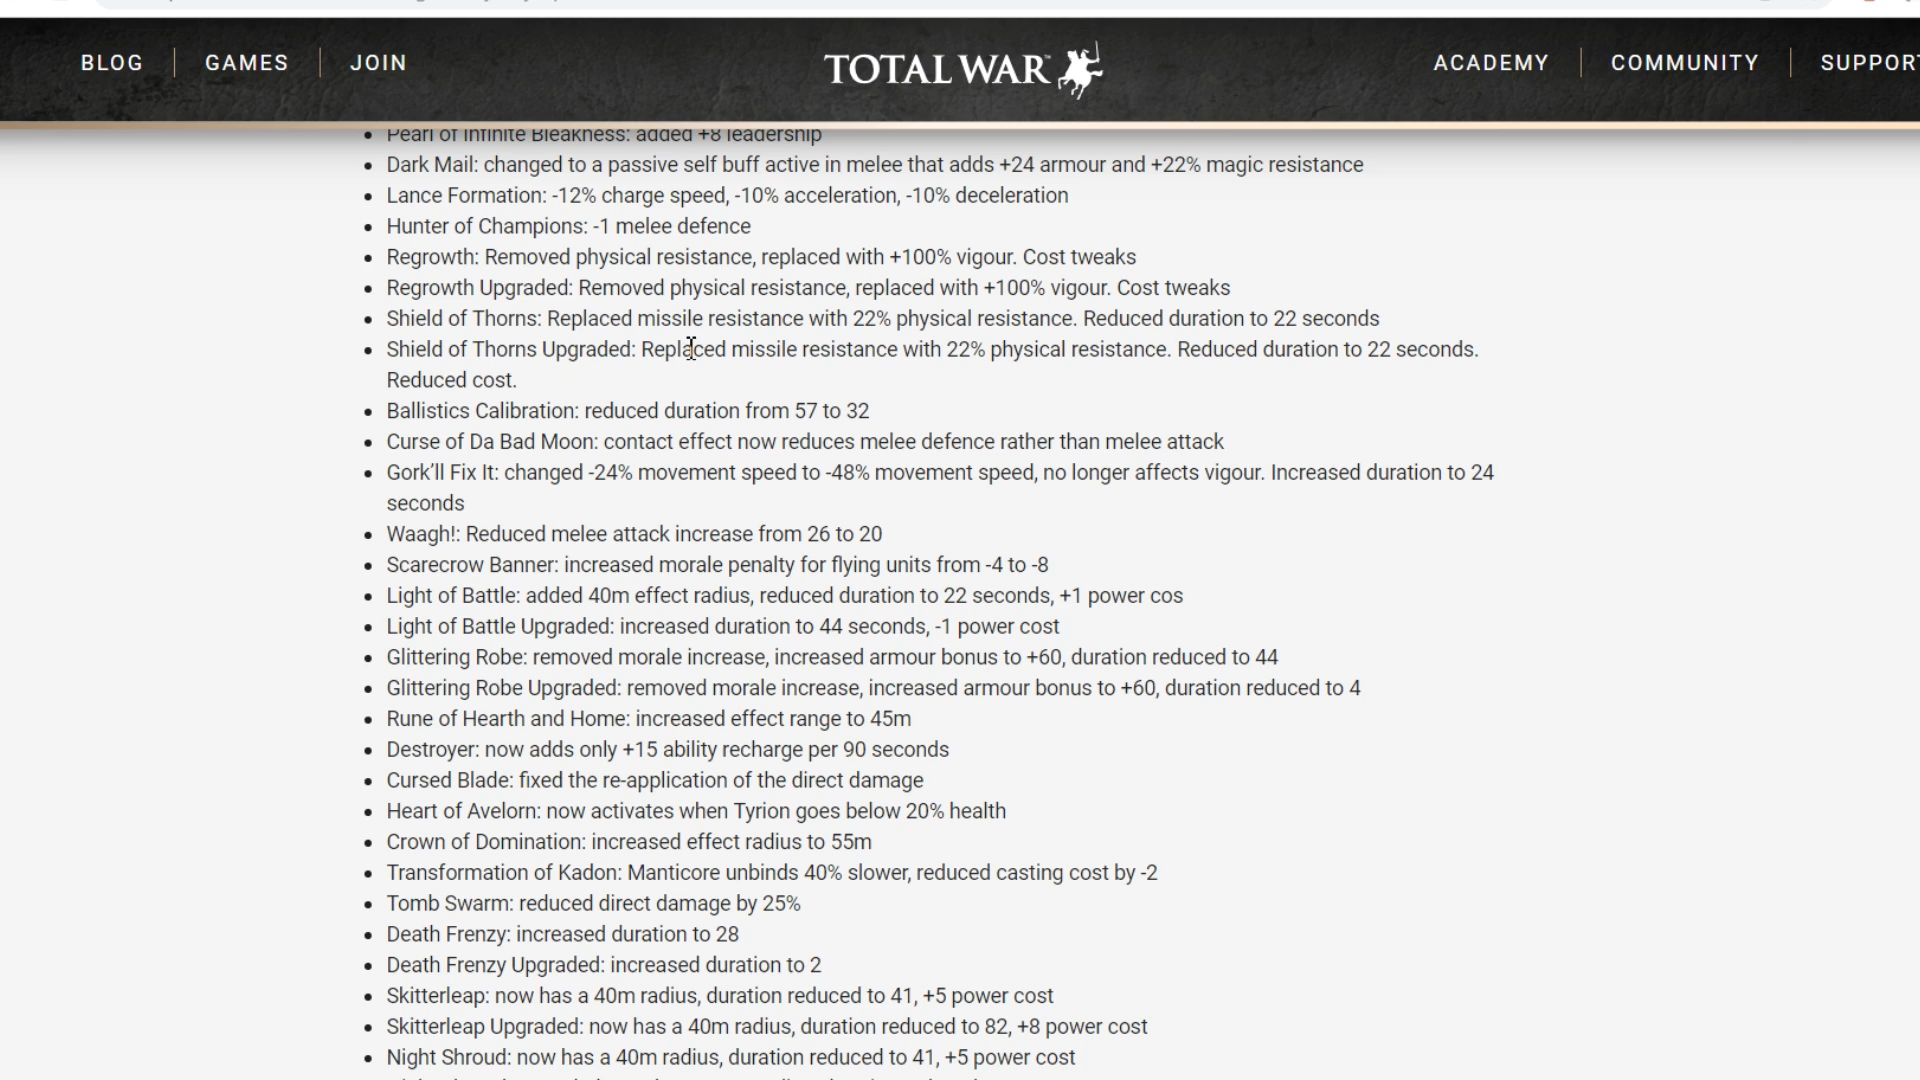 BLOG
GAMES
JOIN
TOTAL WAR
ACADEMY
COMMUNITY
SUPPORT
Pearl of Infinite Bleakness: added +8 leadership
Dark Mail: changed to a passive self buff active in melee that adds +24 armour and +22% magic resistance
Lance Formation: -12% charge speed, -10% acceleration, -10% deceleration
Hunter of Champions: -1 melee defence
Regrowth: Removed physical resistance, replaced with +100% vigour. Cost tweaks
Regrowth Upgraded: Removed physical resistance, replaced with +100% vigour. Cost tweaks
Shield of Thorns: Replaced missile resistance with 22% physical resistance. Reduced duration to 22 seconds
Shield of Thorns Upgraded: Replaced missile resistance with 22% physical resistance. Reduced duration to 22 seconds.
Reduced cost.
Ballistics Calibration: reduced duration from 57 to 32
Curse of Da Bad Moon: contact effect now reduces melee defence rather than melee attack
Gork’ll Fix It: changed -24% movement speed to -48% movement speed, no longer affects vigour. Increased duration to 24
seconds
Waagh!: Reduced melee attack increase from 26 to 20
Scarecrow Banner: increased morale penalty for flying units from -4 to -8
Light of Battle: added 40m effect radius, reduced duration to 22 seconds, +1 power cos
Light of Battle Upgraded: increased duration to 44 seconds, -1 power cost
Glittering Robe: removed morale increase, increased armour bonus to +60, duration reduced to 44
Glittering Robe Upgraded: removed morale increase, increased armour bonus to +60, duration reduced to 4
Rune of Hearth and Home: increased effect range to 45m
Destroyer: now adds only +15 ability recharge per 90 seconds
Cursed Blade: fixed the re-application of the direct damage
Heart of Avelorn: now activates when Tyrion goes below 20% health
Crown of Domination: increased effect radius to 55m
Transformation of Kadon: Manticore unbinds 40% slower, reduced casting cost by -2
Tomb Swarm: reduced direct damage by 25%
Death Frenzy: increased duration to 28
Death Frenzy Upgraded: increased duration to 2
Skitterleap: now has a 40m radius, duration reduced to 41, +5 power cost
Skitterleap Upgraded: now has a 40m radius, duration reduced to 82, +8 power cost
Night Shroud: now has a 40m radius, duration reduced to 41, +5 power cost